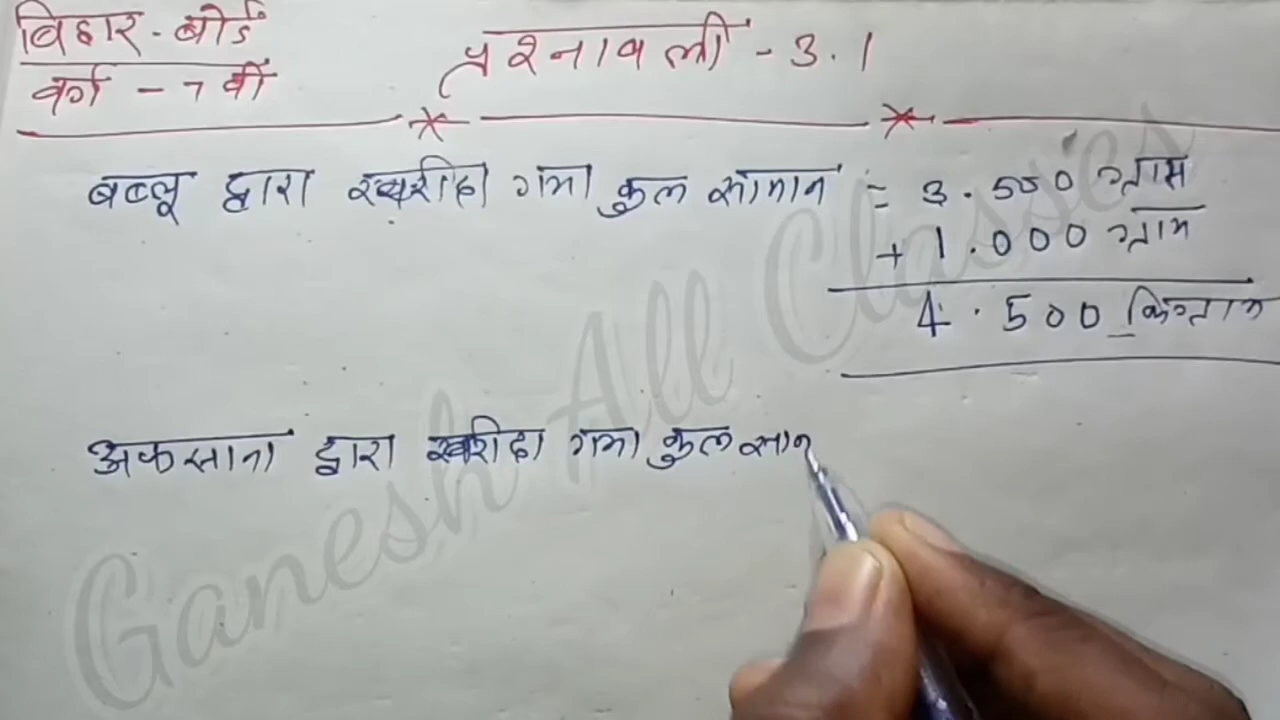 बिहार - बोर्ड
वर्ग - 7 वीं
प्रश्नावली - 3.1
बब्लू द्वारा खरीदा गया कुल सामान = 3.500 ग्राम
+ 1.000 ग्राम
4.500 किग्राम
अफसाना द्वारा खरीदा गया कुल सान
Ganesh All Classes